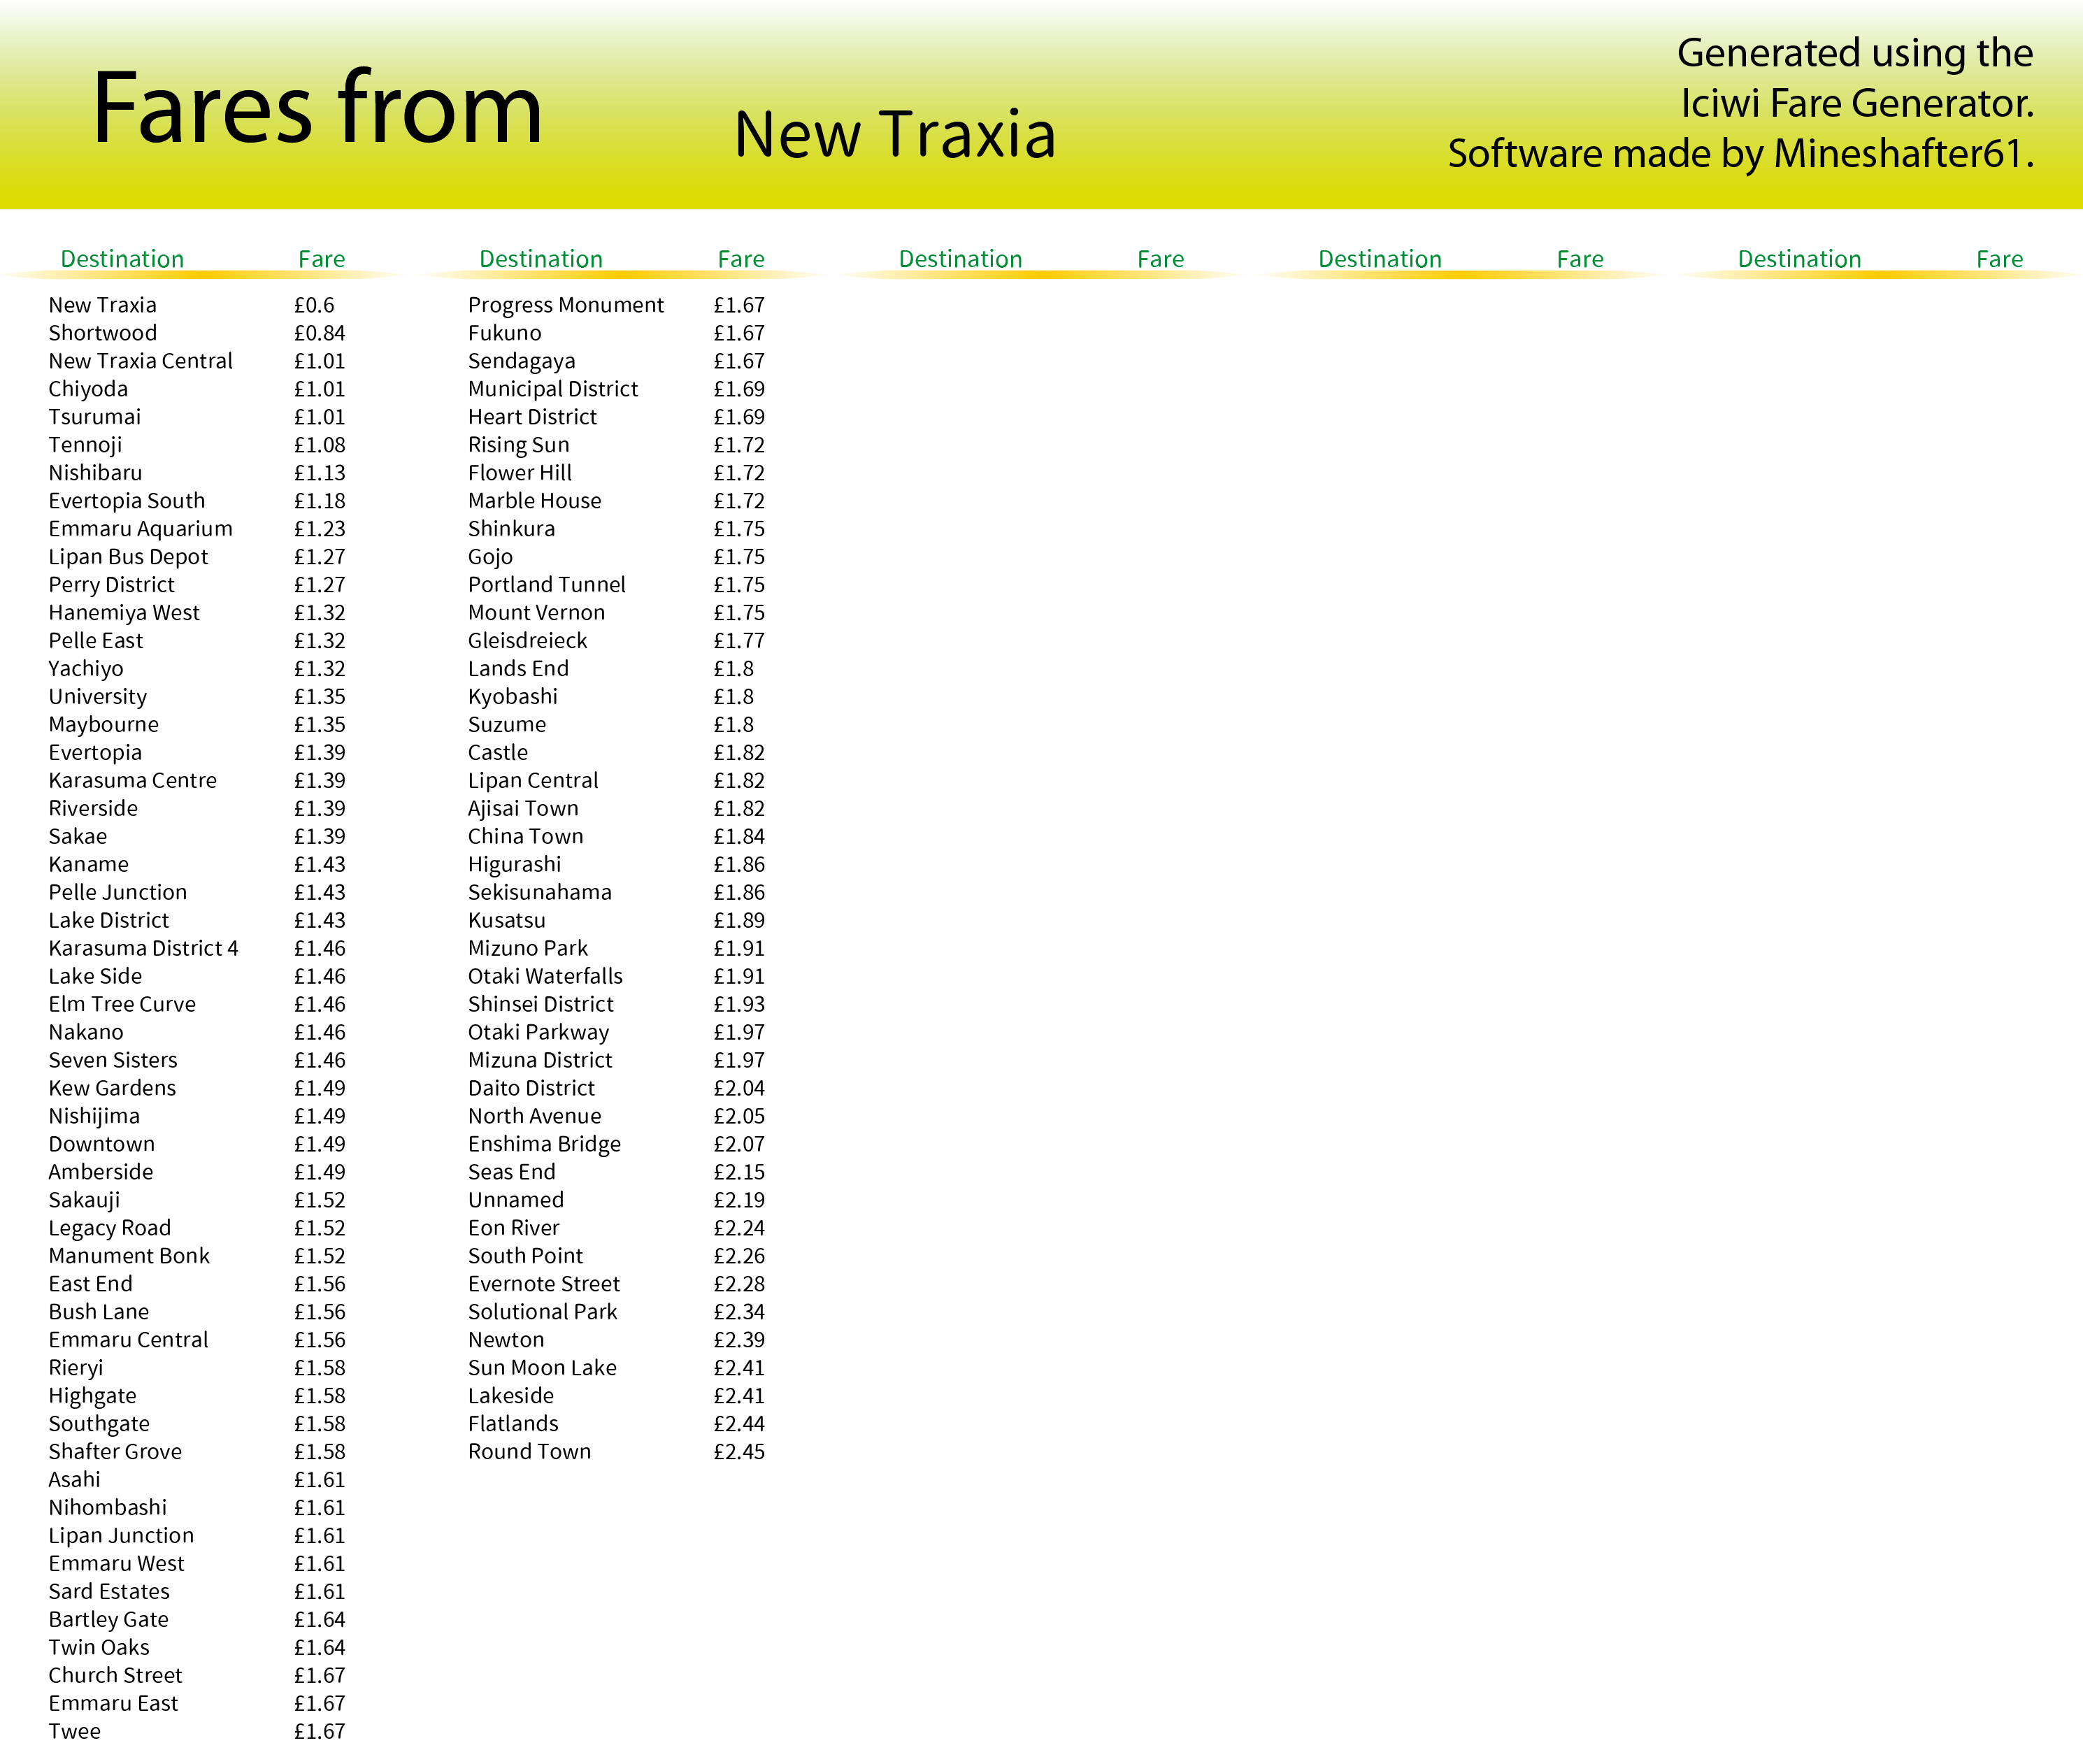 Fares from
New Traxia
Generated using the
Iciwi Fare Generator.
Software made by Mineshafter61.
Destination Fare Destination Fare Destination Fare Destination Fare Destination Fare
New Traxia £0.6
Shortwood £0.84
New Traxia Central £1.01
Chiyoda £1.01
Tsurumai £1.01
Tennoji £1.08
Nishibaru £1.13
Evertopia South £1.18
Emmaru Aquarium £1.23
Lipan Bus Depot £1.27
Perry District £1.27
Hanemiya West £1.32
Pelle East £1.32
Yachiyo £1.32
University £1.35
Maybourne £1.35
Evertopia £1.39
Karasuma Centre £1.39
Riverside £1.39
Sakae £1.39
Kaname £1.43
Pelle Junction £1.43
Lake District £1.43
Karasuma District 4 £1.46
Lake Side £1.46
Elm Tree Curve £1.46
Nakano £1.46
Seven Sisters £1.46
Kew Gardens £1.49
Nishijima £1.49
Downtown £1.49
Amberside £1.49
Sakauji £1.52
Legacy Road £1.52
Manument Bonk £1.52
East End £1.56
Bush Lane £1.56
Emmaru Central £1.56
Rieryi £1.58
Highgate £1.58
Southgate £1.58
Shafter Grove £1.58
Asahi £1.61
Nihombashi £1.61
Lipan Junction £1.61
Emmaru West £1.61
Sard Estates £1.61
Bartley Gate £1.64
Twin Oaks £1.64
Church Street £1.67
Emmaru East £1.67
Twee £1.67
Progress Monument £1.67
Fukuno £1.67
Sendagaya £1.67
Municipal District £1.69
Heart District £1.69
Rising Sun £1.72
Flower Hill £1.72
Marble House £1.72
Shinkura £1.75
Gojo £1.75
Portland Tunnel £1.75
Mount Vernon £1.75
Gleisdreieck £1.77
Lands End £1.8
Kyobashi £1.8
Suzume £1.8
Castle £1.82
Lipan Central £1.82
Ajisai Town £1.82
China Town £1.84
Higurashi £1.86
Sekisunahama £1.86
Kusatsu £1.89
Mizuno Park £1.91
Otaki Waterfalls £1.91
Shinsei District £1.93
Otaki Parkway £1.97
Mizuna District £1.97
Daito District £2.04
North Avenue £2.05
Enshima Bridge £2.07
Seas End £2.15
Unnamed £2.19
Eon River £2.24
South Point £2.26
Evernote Street £2.28
Solutional Park £2.34
Newton £2.39
Sun Moon Lake £2.41
Lakeside £2.41
Flatlands £2.44
Round Town £2.45